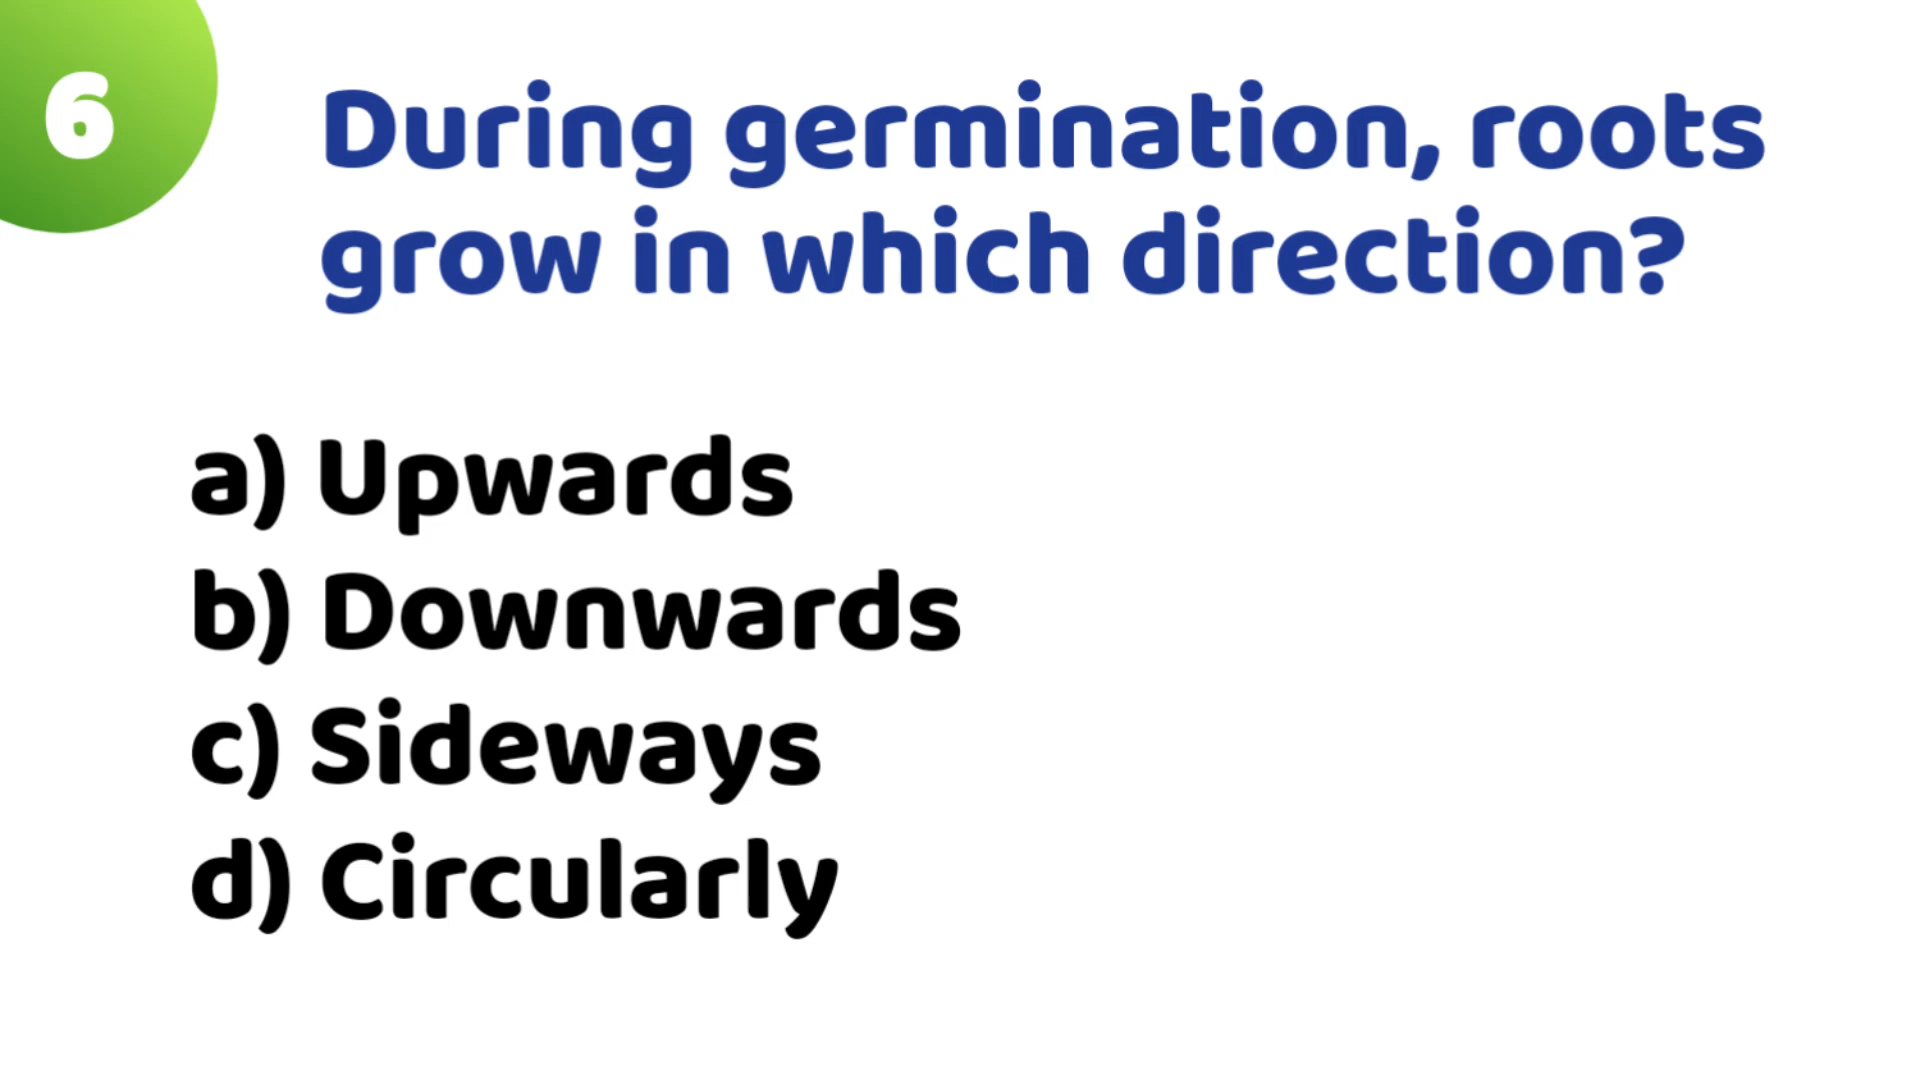 6
During germination, roots
grow in which direction?
a) Upwards
b) Downwards
c) Sideways
d) Circularly